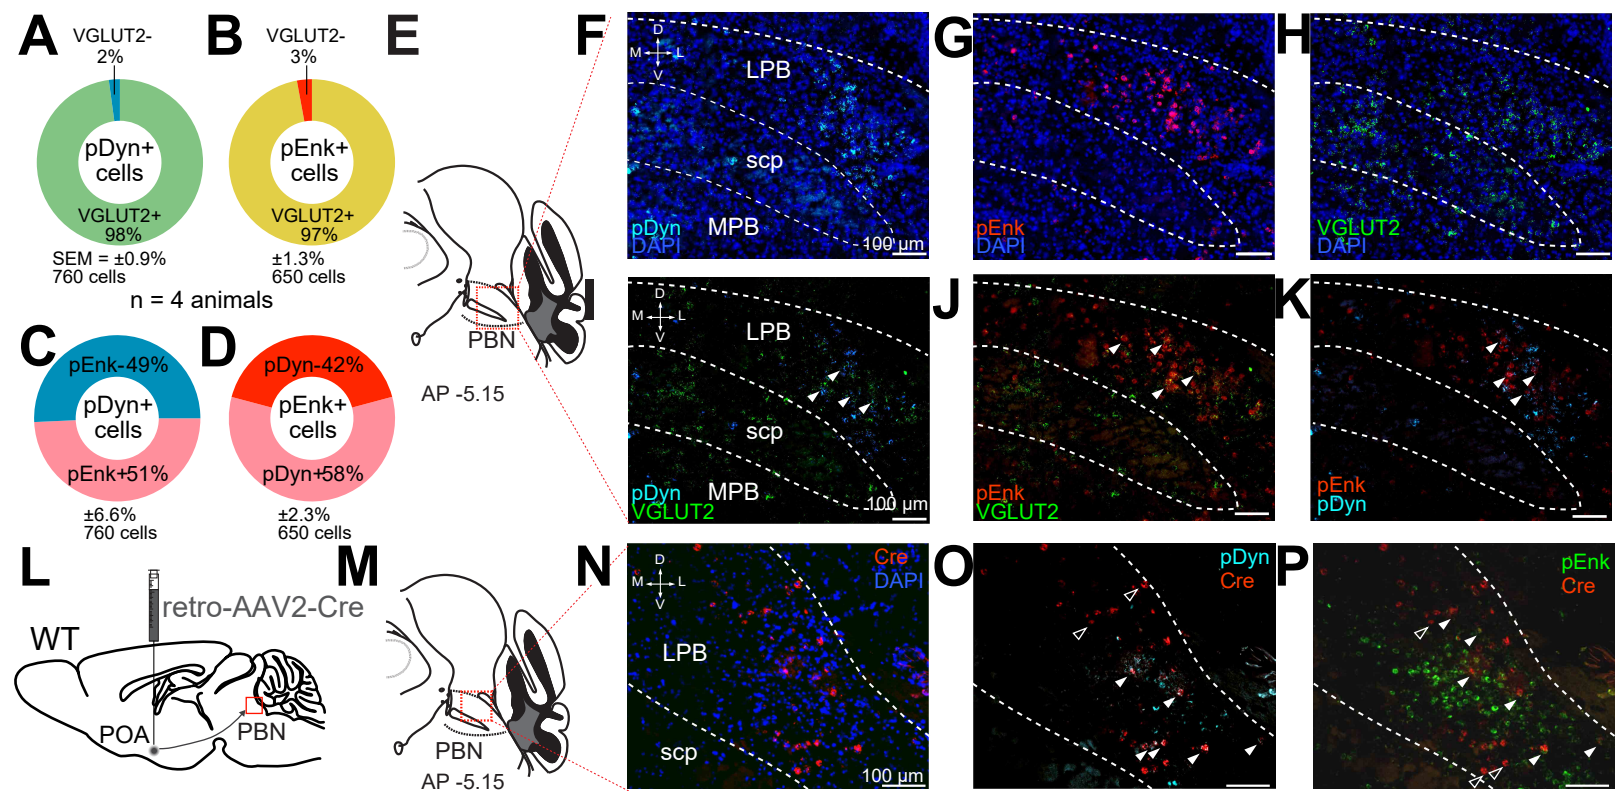 A
VGLUT2-
2%
pDyn+
cells
VGLUT2+
98%
SEM = ±0.9%
760 cells
B
VGLUT2-
3%
pEnk+
cells
VGLUT2+
97%
±1.3%
650 cells
n = 4 animals
C
pEnk-49%
pDyn+
cells
pEnk+51%
±6.6%
760 cells
D
pDyn-42%
pEnk+
cells
pDyn+58%
±2.3%
650 cells
E
PBN
AP -5.15
F
D
M
L
V
LPB
scp
MPB
pDyn
DAPI
100 µm
G
pEnk
DAPI
H
VGLUT2
DAPI
I
D
M
L
V
LPB
scp
MPB
pDyn
VGLUT2
100 µm
J
pEnk
VGLUT2
K
pEnk
pDyn
L
retro-AAV2-Cre
WT
POA
PBN
M
PBN
AP -5.15
N
D
M
L
V
Cre
DAPI
LPB
scp
100 µm
O
pDyn
Cre
P
pEnk
Cre